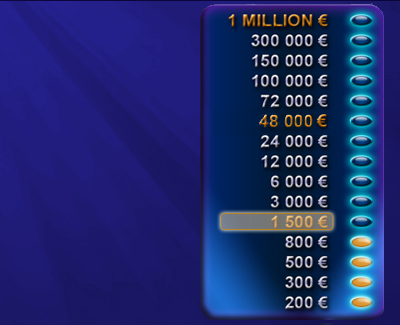 1 MILLION €
300 000 €
150 000 €
100 000 €
72 000 €
48 000 €
24 000 €
12 000 €
6 000 €
3 000 €
1 500 €
800 €
500 €
300 €
200 €